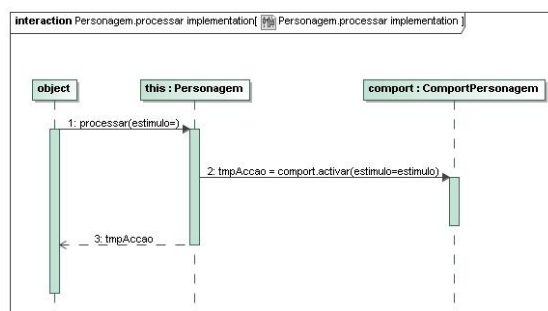 interaction Personagem.processar implementation[ Personagem.processar implementation ]
object
this : Personagem
comport : ComportPersonagem
1: processar(estimulo=)
2: tmpAccao = comport.activar(estimulo=estimulo)
3: tmpAccao